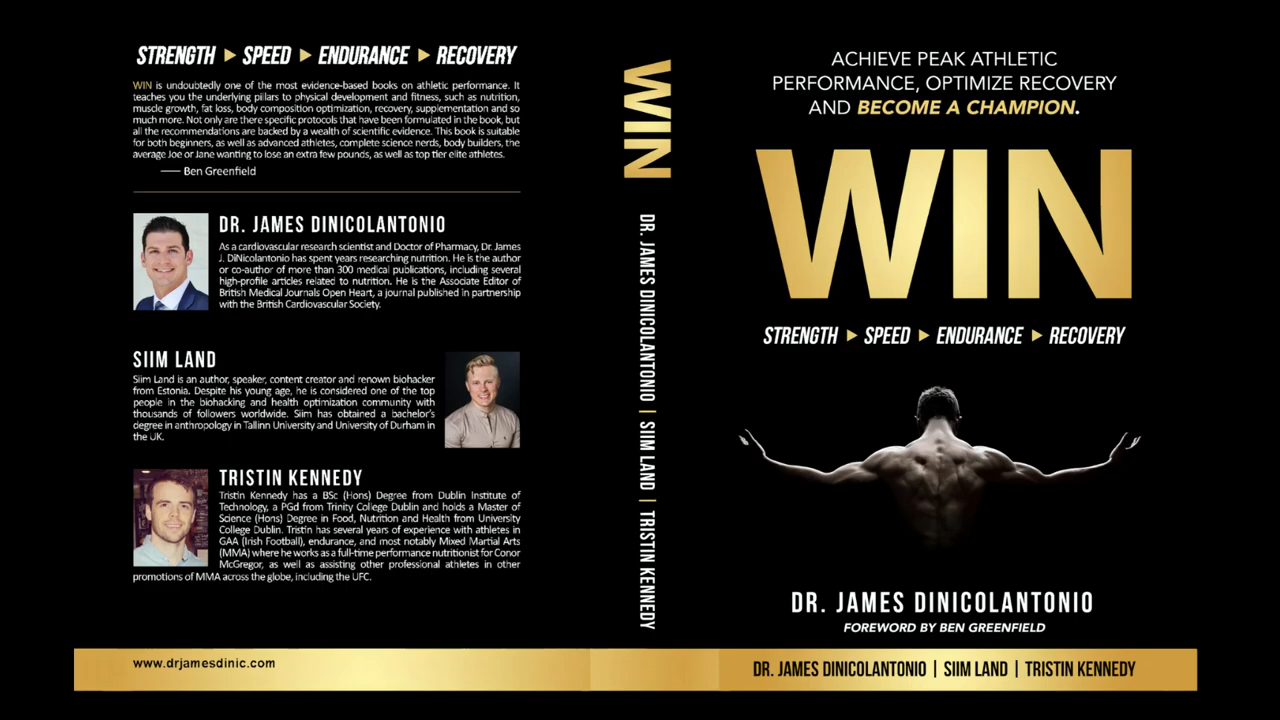 STRENGTH ▶ SPEED ▶ ENDURANCE ▶ RECOVERY
WIN is undoubtedly one of the most evidence-based books on athletic performance. It
teaches you the underlying pillars to physical development and fitness, such as nutrition,
muscle growth, fat loss, body composition optimization, recovery, supplementation and so
much more. Not only are there specific protocols that have been formulated in the book, but
all the recommendations are backed by a wealth of scientific evidence. This book is suitable
for both beginners, as well as advanced athletes, complete science nerds, body builders, the
average Joe or Jane wanting to lose an extra few pounds, as well as top tier elite athletes.
—— Ben Greenfield
DR. JAMES DINICOLANTONIO
As a cardiovascular research scientist and Doctor of Pharmacy, Dr. James
J. DiNicolantonio has spent years researching nutrition. He is the author
or co-author of more than 300 medical publications, including several
high-profile articles related to nutrition. He is the Associate Editor of
British Medical Journals Open Heart, a journal published in partnership
with the British Cardiovascular Society.
SIIM LAND
Siim Land is an author, speaker, content creator and renown biohacker
from Estonia. Despite his young age, he is considered one of the top
people in the biohacking and health optimization community with
thousands of followers worldwide. Siim has obtained a bachelor's
degree in anthropology in Tallinn University and University of Durham in
the UK.
TRISTIN KENNEDY
Tristin Kennedy has a BSc (Hons) Degree from Dublin Institute of
Technology, a PGd from Trinity College Dublin and holds a Master of
Science (Hons) Degree in Food, Nutrition and Health from University
College Dublin. Tristin has several years of experience with athletes in
GAA (Irish Football), endurance, and most notably Mixed Martial Arts
(MMA) where he works as a full-time performance nutritionist for Conor
McGregor, as well as assisting other professional athletes in other
promotions of MMA across the globe, including the UFC.
www.drjamesdinic.com
WIN
DR. JAMES DINICOLANTONIO | SIIM LAND | TRISTIN KENNEDY
ACHIEVE PEAK ATHLETIC
PERFORMANCE, OPTIMIZE RECOVERY
AND BECOME A CHAMPION.
WIN
STRENGTH ▶ SPEED ▶ ENDURANCE ▶ RECOVERY
DR. JAMES DINICOLANTONIO
FOREWORD BY BEN GREENFIELD
DR. JAMES DINICOLANTONIO | SIIM LAND | TRISTIN KENNEDY